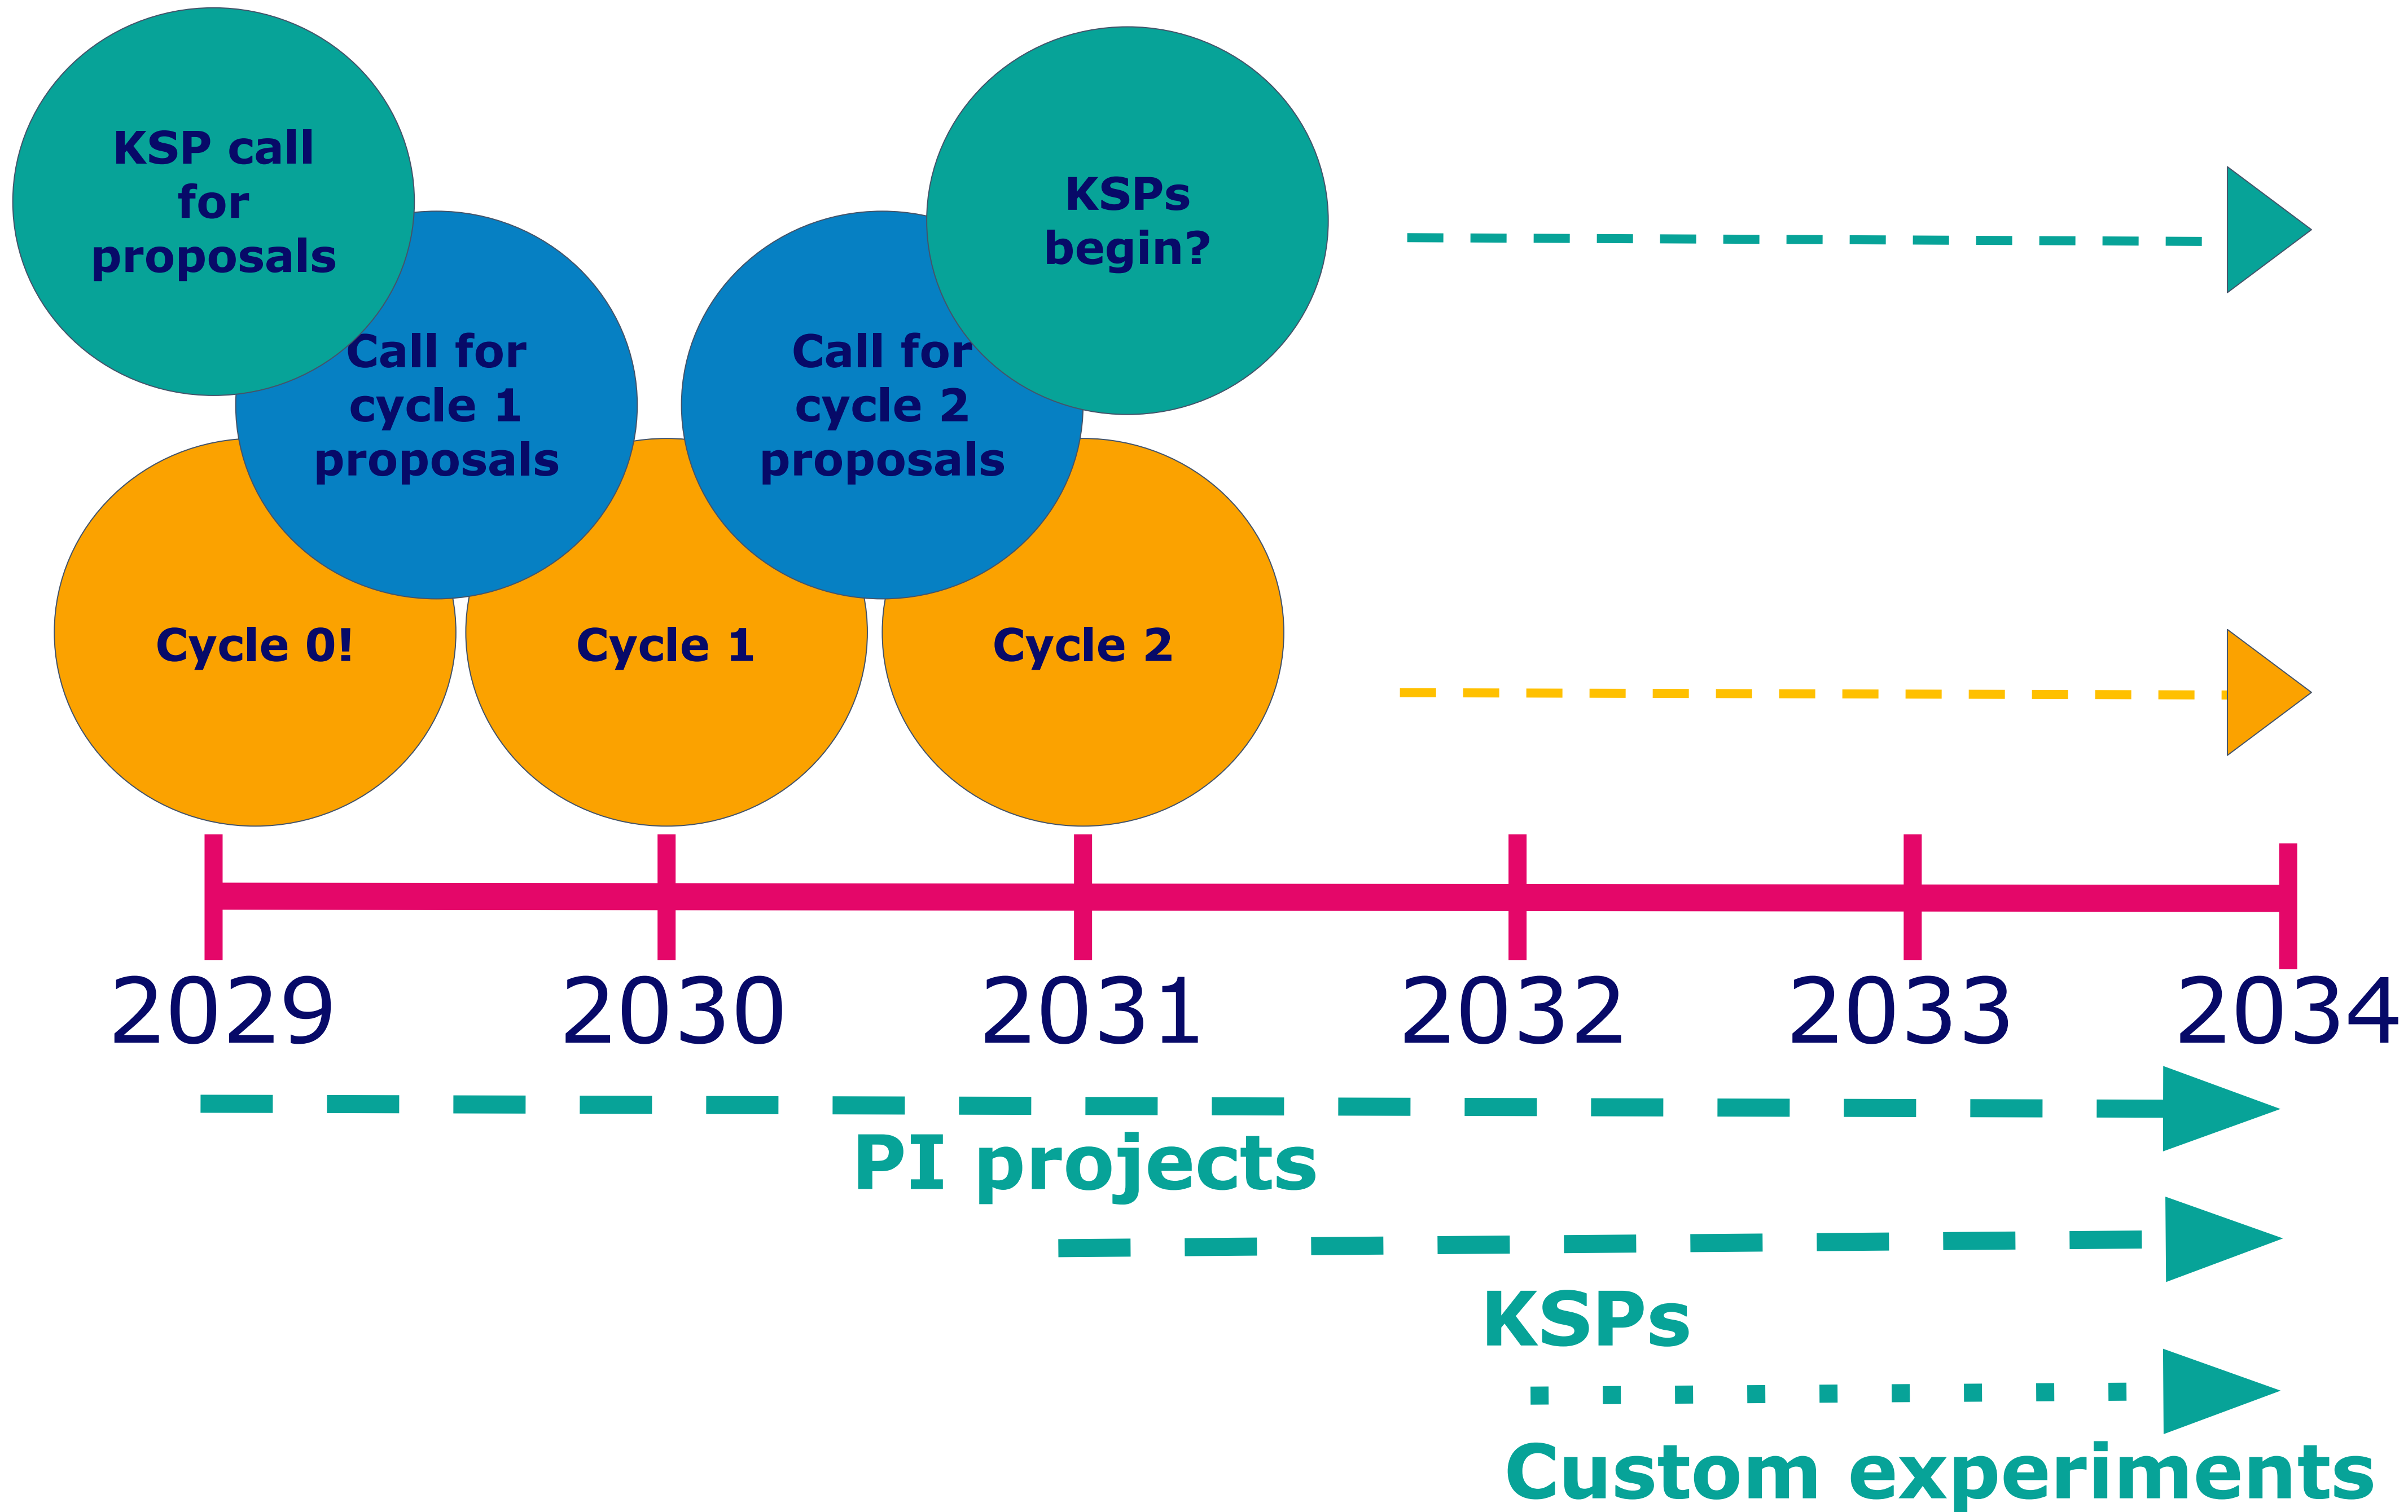 KSP call
for
proposals
KSPs
begin?
Call for
cycle 1
proposals
Call for
cycle 2
proposals
Cycle 0!
Cycle 1
Cycle 2
2029
2030
2031
2032
2033
2034
PI projects
KSPs
Custom experiments